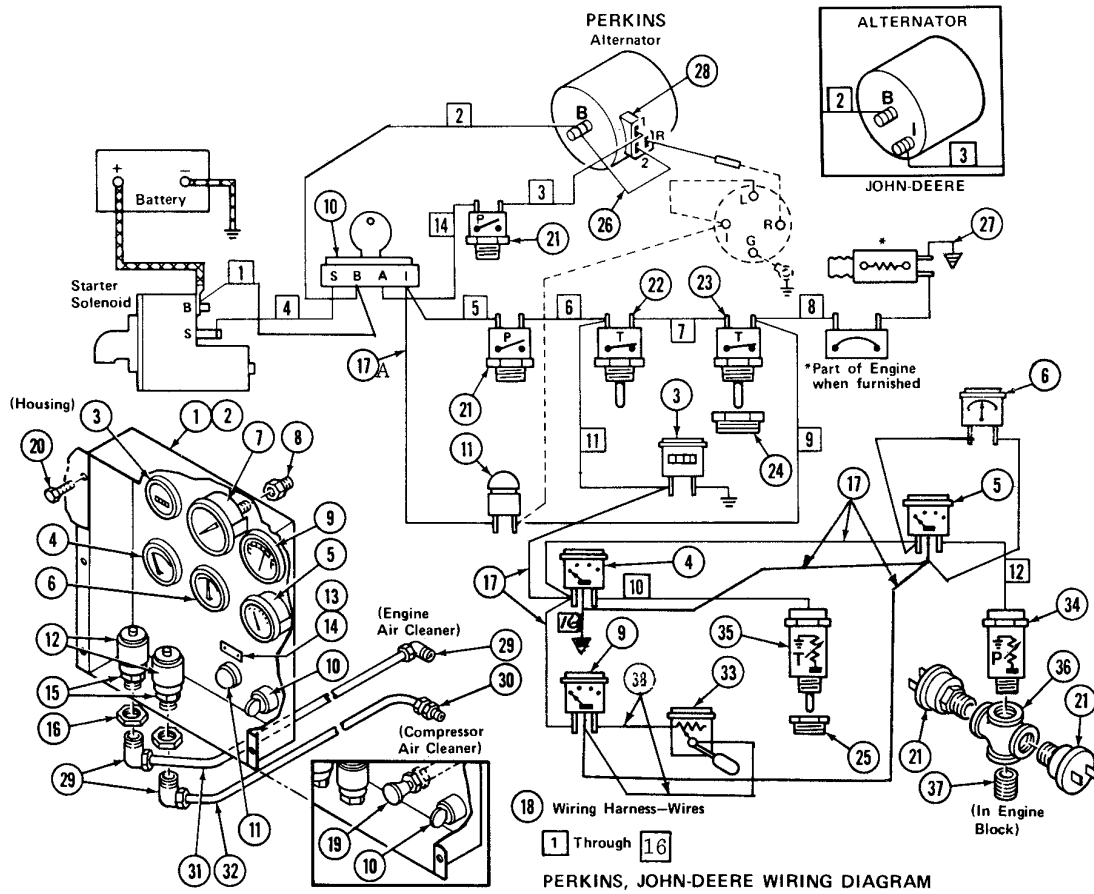 PERKINS
Alternator
28
ALTERNATOR
B
I
2
3
JOHN-DEERE
2
B
1
R
2
+
−
Battery
3
26
L
I
R
G
10
14
P
21
27
*
1
S B A I
Starter
Solenoid
B
S
4
5
6
22
23
7
8
P
T
T
17A
21
*Part of Engine
when furnished
24
6
(Housing)
3
1
2
7
8
20
11
11
3
9
9
4
5
6
17
5
4
10
12
17
16
13
14
(Engine
Air Cleaner)
29
12
10
15
30
35
T
34
P
9
38
33
36
21
21
16
(Compressor
Air Cleaner)
25
29
37
(In Engine
Block)
11
31
32
19
10
18 Wiring Harness—Wires
1 Through 16
PERKINS, JOHN-DEERE WIRING DIAGRAM